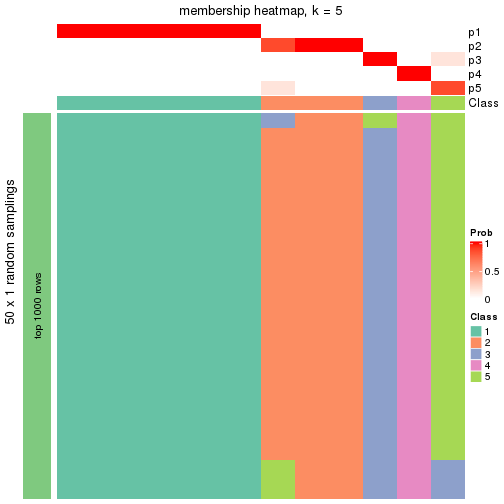 membership heatmap, k = 5
p1
p2
p3
p4
p5
Class
50 x 1 random samplings
top 1000 rows
Prob
1
0.5
0
Class
1
2
3
4
5